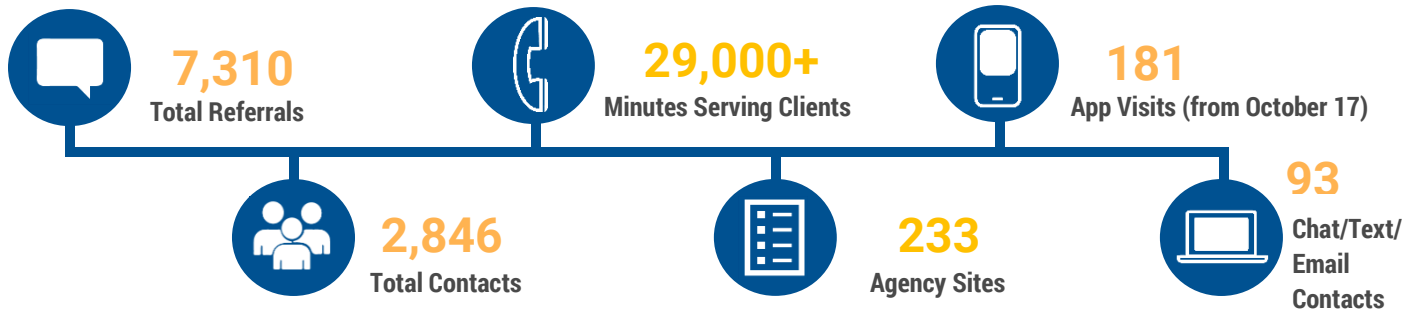 7,310
Total Referrals
29,000+
Minutes Serving Clients
181
App Visits (from October 17)
2,846
Total Contacts
233
Agency Sites
93
Chat/Text/
Email
Contacts